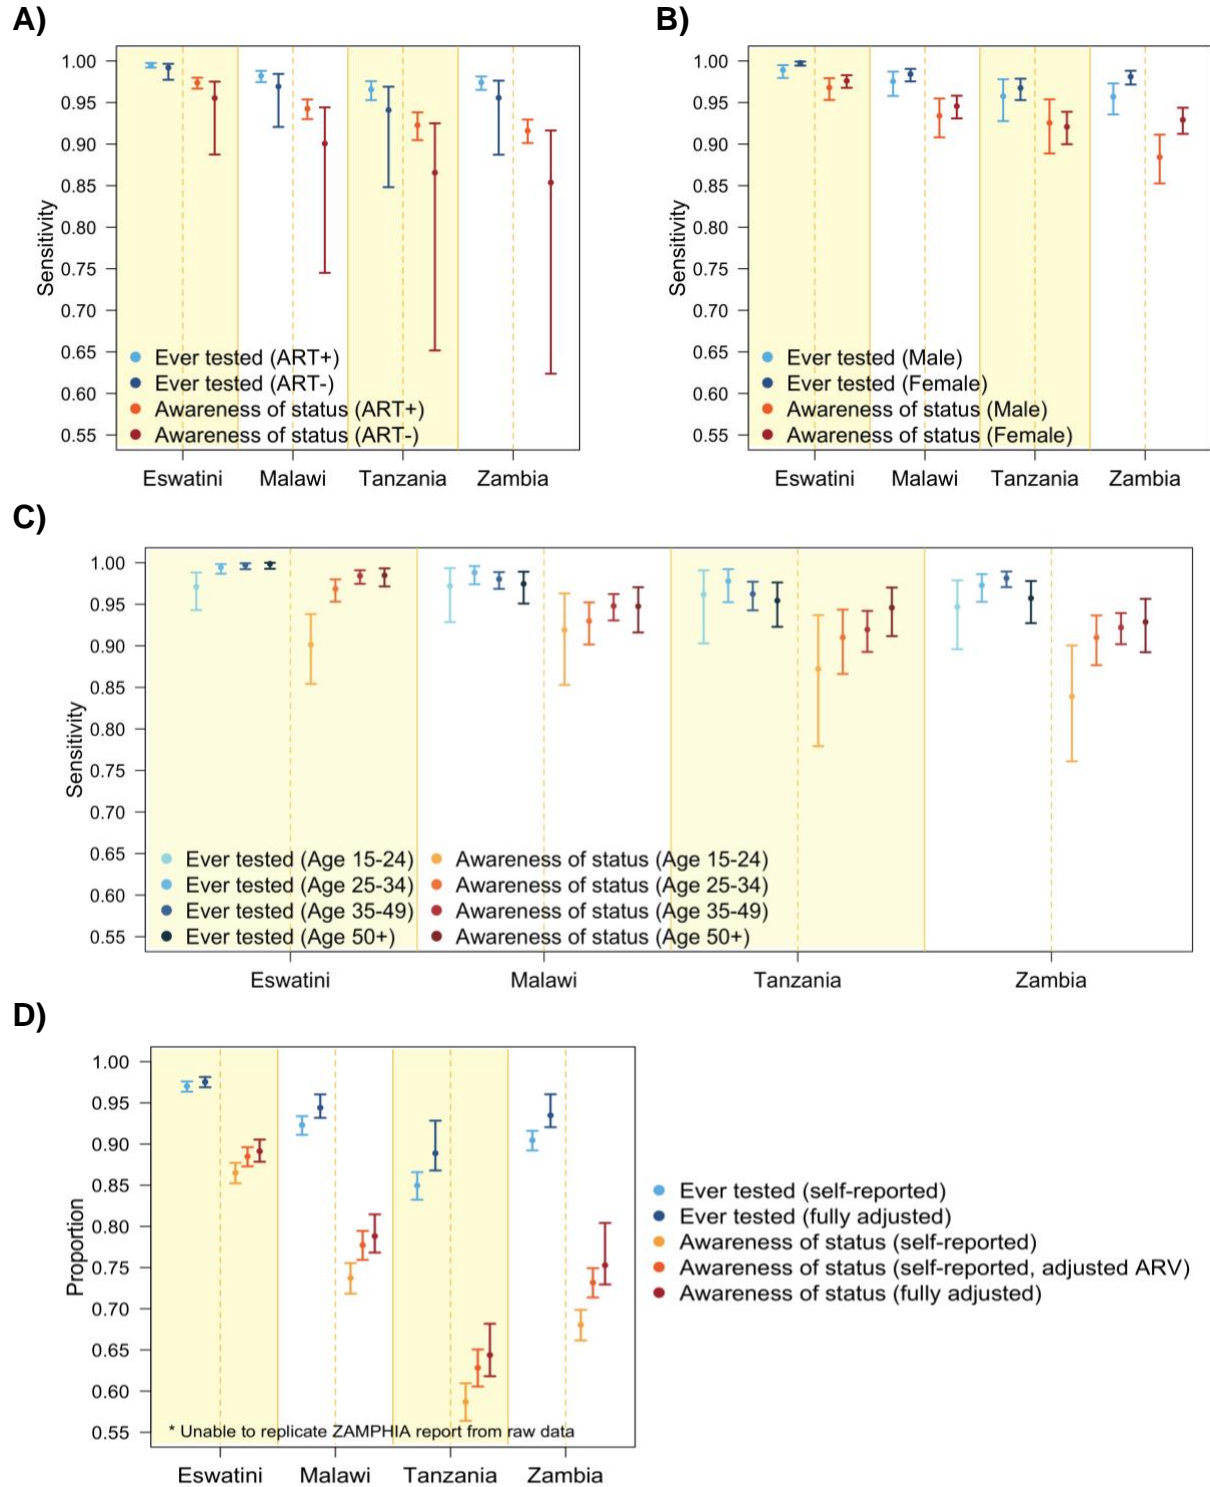 A)
B)
1.00
0.95
0.90
0.85
0.80
0.75
0.70
0.65
0.60
0.55
Sensitivity
Ever tested (ART+)
Ever tested (ART-)
Awareness of status (ART+)
Awareness of status (ART-)
Eswatini Malawi Tanzania Zambia
1.00
0.95
0.90
0.85
0.80
0.75
0.70
0.65
0.60
0.55
Sensitivity
Ever tested (Male)
Ever tested (Female)
Awareness of status (Male)
Awareness of status (Female)
Eswatini Malawi Tanzania Zambia
C)
1.00
0.95
0.90
0.85
0.80
0.75
0.70
0.65
0.60
0.55
Sensitivity
Ever tested (Age 15-24)
Ever tested (Age 25-34)
Ever tested (Age 35-49)
Ever tested (Age 50+)
Awareness of status (Age 15-24)
Awareness of status (Age 25-34)
Awareness of status (Age 35-49)
Awareness of status (Age 50+)
Eswatini Malawi Tanzania Zambia
D)
1.00
0.95
0.90
0.85
0.80
0.75
0.70
0.65
0.60
0.55
Proportion
* Unable to replicate ZAMPHIA report from raw data
Eswatini Malawi Tanzania Zambia
Ever tested (self-reported)
Ever tested (fully adjusted)
Awareness of status (self-reported)
Awareness of status (self-reported, adjusted ARV)
Awareness of status (fully adjusted)